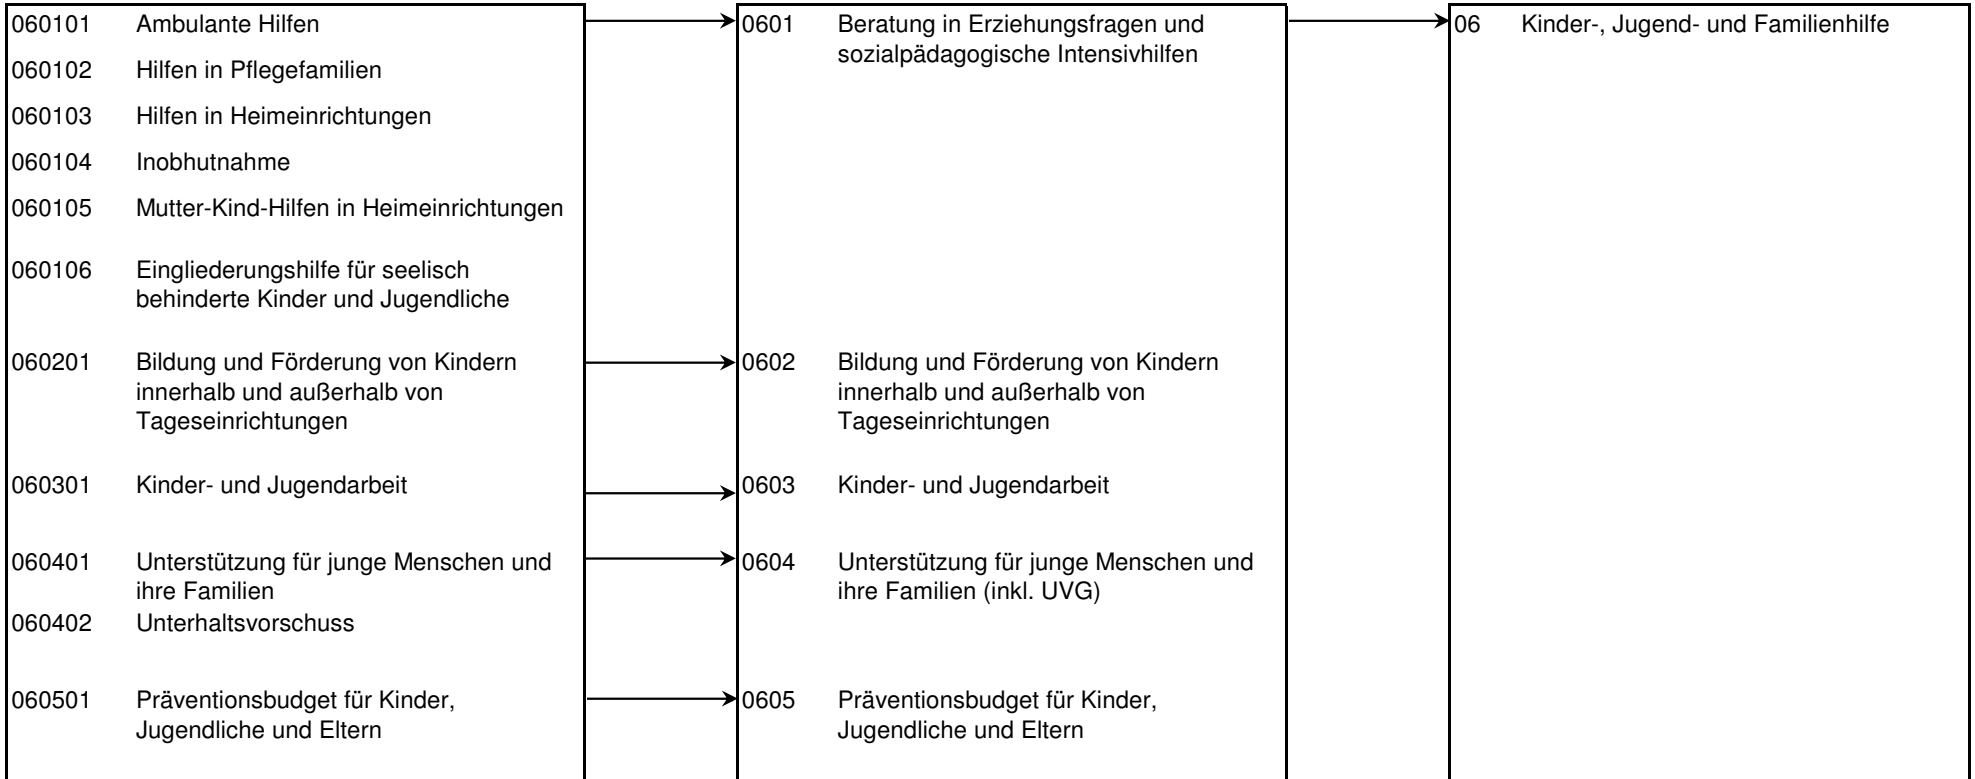 060101 Ambulante Hilfen
060102 Hilfen in Pflegefamilien
060103 Hilfen in Heimeinrichtungen
060104 Inobhutnahme
060105 Mutter-Kind-Hilfen in Heimeinrichtungen
060106 Eingliederungshilfe für seelisch
behinderte Kinder und Jugendliche
060201 Bildung und Förderung von Kindern
innerhalb und außerhalb von
Tageseinrichtungen
060301 Kinder- und Jugendarbeit
060401 Unterstützung für junge Menschen und
ihre Familien
060402 Unterhaltsvorschuss
060501 Präventionsbudget für Kinder,
Jugendliche und Eltern
0601 Beratung in Erziehungsfragen und
sozialpädagogische Intensivhilfen
0602 Bildung und Förderung von Kindern
innerhalb und außerhalb von
Tageseinrichtungen
0603 Kinder- und Jugendarbeit
0604 Unterstützung für junge Menschen und
ihre Familien (inkl. UVG)
0605 Präventionsbudget für Kinder,
Jugendliche und Eltern
06 Kinder-, Jugend- und Familienhilfe